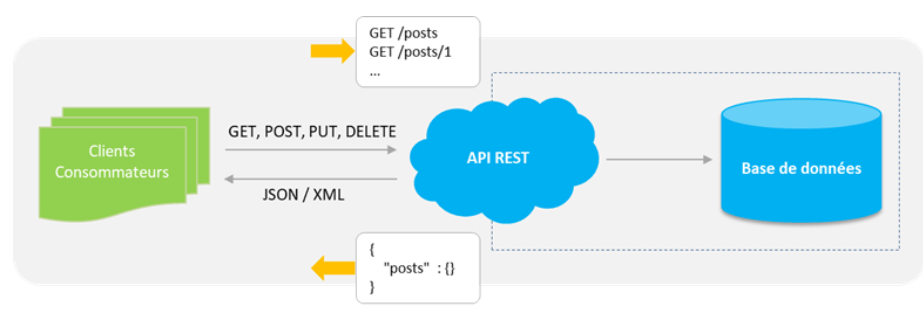 GET /posts
GET /posts/1
...
Clients
Consommateurs
GET, POST, PUT, DELETE
JSON / XML
API REST
Base de données
{
"posts" : {}
}